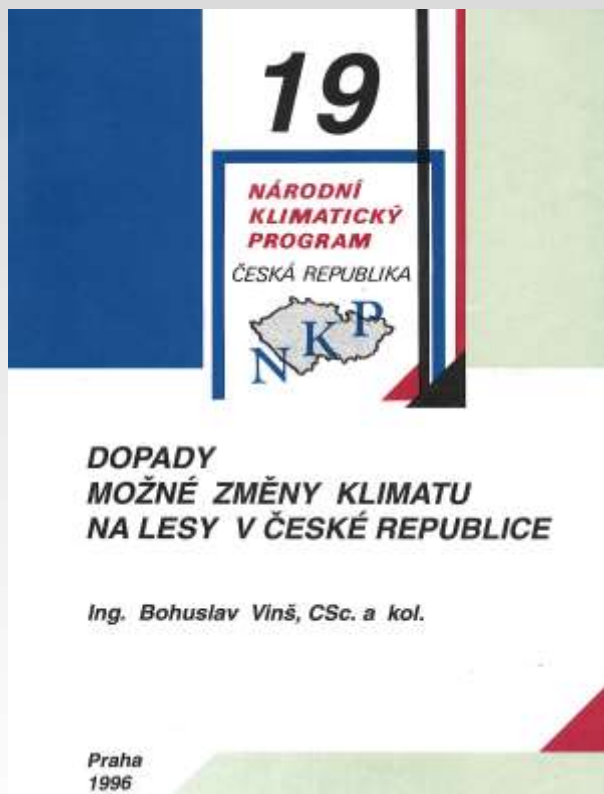 19
NÁRODNÍ
KLIMATICKÝ
PROGRAM
ČESKÁ REPUBLIKA
N K P
DOPADY
MOŽNÉ ZMĚNY KLIMATU
NA LESY V ČESKÉ REPUBLICE
Ing. Bohuslav Vinš, CSc. a kol.
Praha
1996